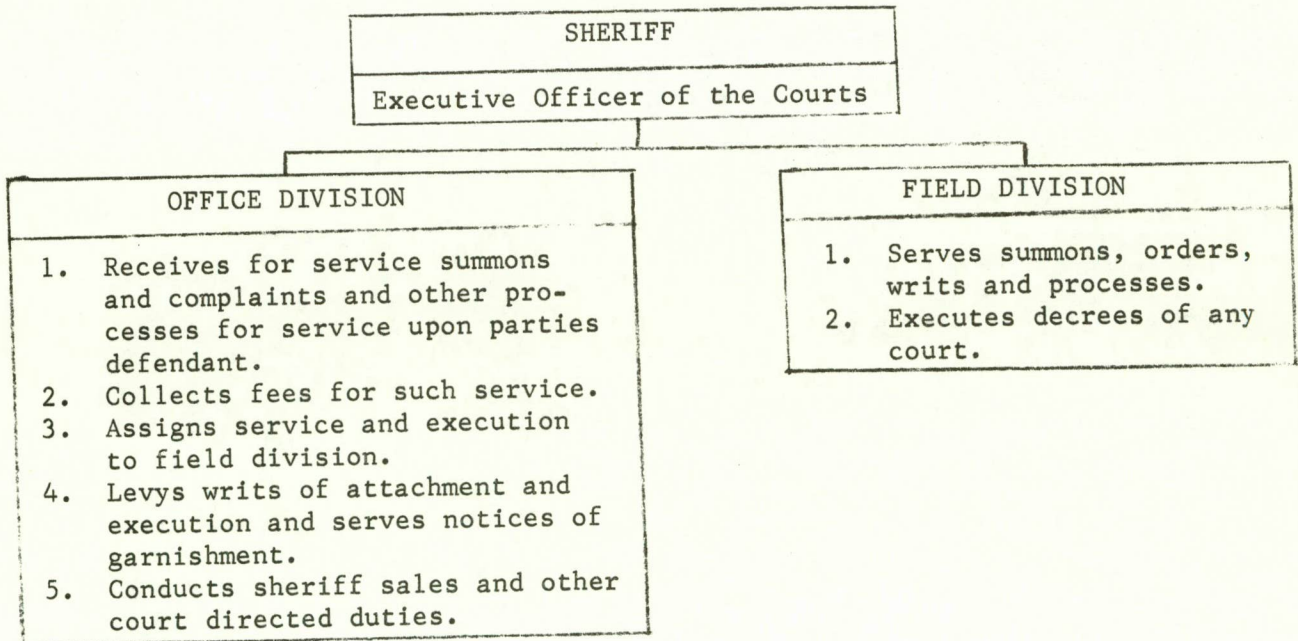 SHERIFF
Executive Officer of the Courts
OFFICE DIVISION
1. Receives for service summons
and complaints and other pro-
cesses for service upon parties
defendant.
2. Collects fees for such service.
3. Assigns service and execution
to field division.
4. Levys writs of attachment and
execution and serves notices of
garnishment.
5. Conducts sheriff sales and other
court directed duties.
FIELD DIVISION
1. Serves summons, orders,
writs and processes.
2. Executes decrees of any
court.